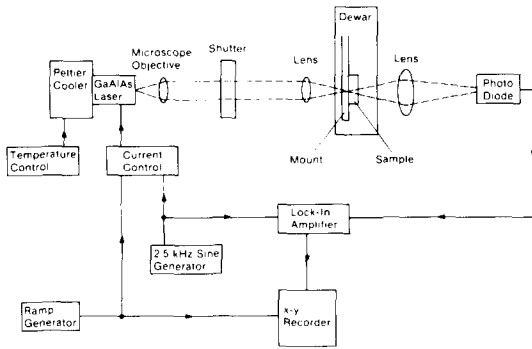 Dewar
Microscope
Objective
Shutter
Lens
Lens
Peltier
Cooler
GaAlAs
Laser
Photo
Diode
Mount
Sample
Temperature
Control
Current
Control
Lock-In
Amplifier
2.5 kHz Sine
Generator
Ramp
Generator
x-y
Recorder